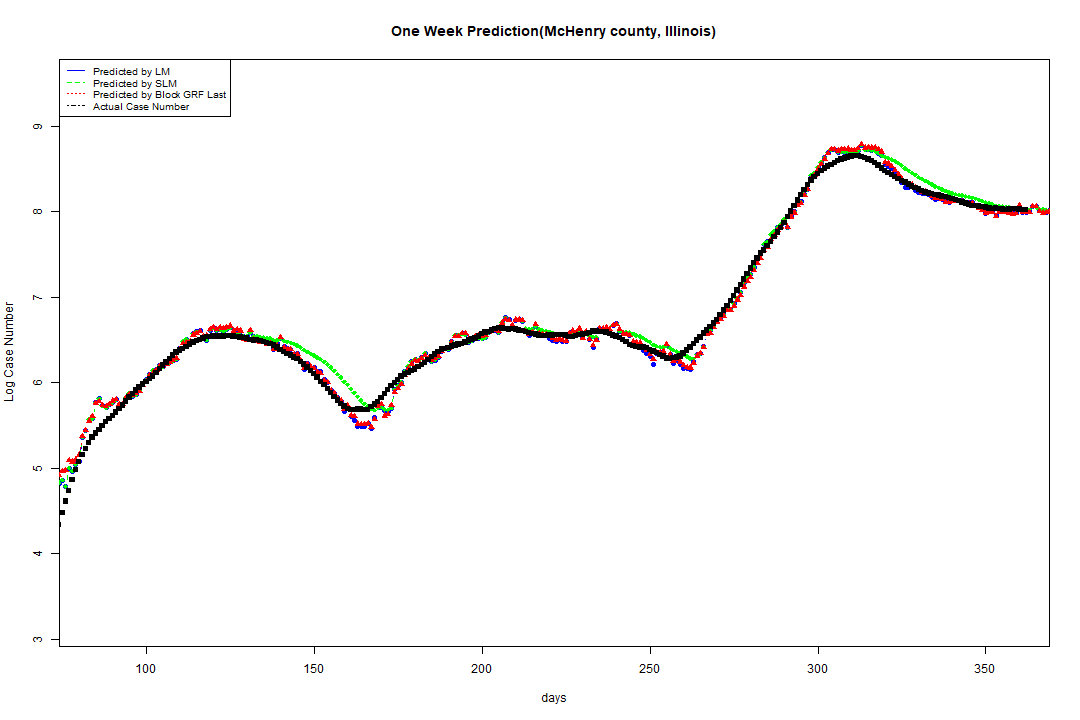 One Week Prediction(McHenry county, Illinois)
Predicted by LM
Predicted by SLM
Predicted by Block GRF Last
Actual Case Number
Log Case Number
9
8
7
6
5
4
3
100 150 200 250 300 350
days